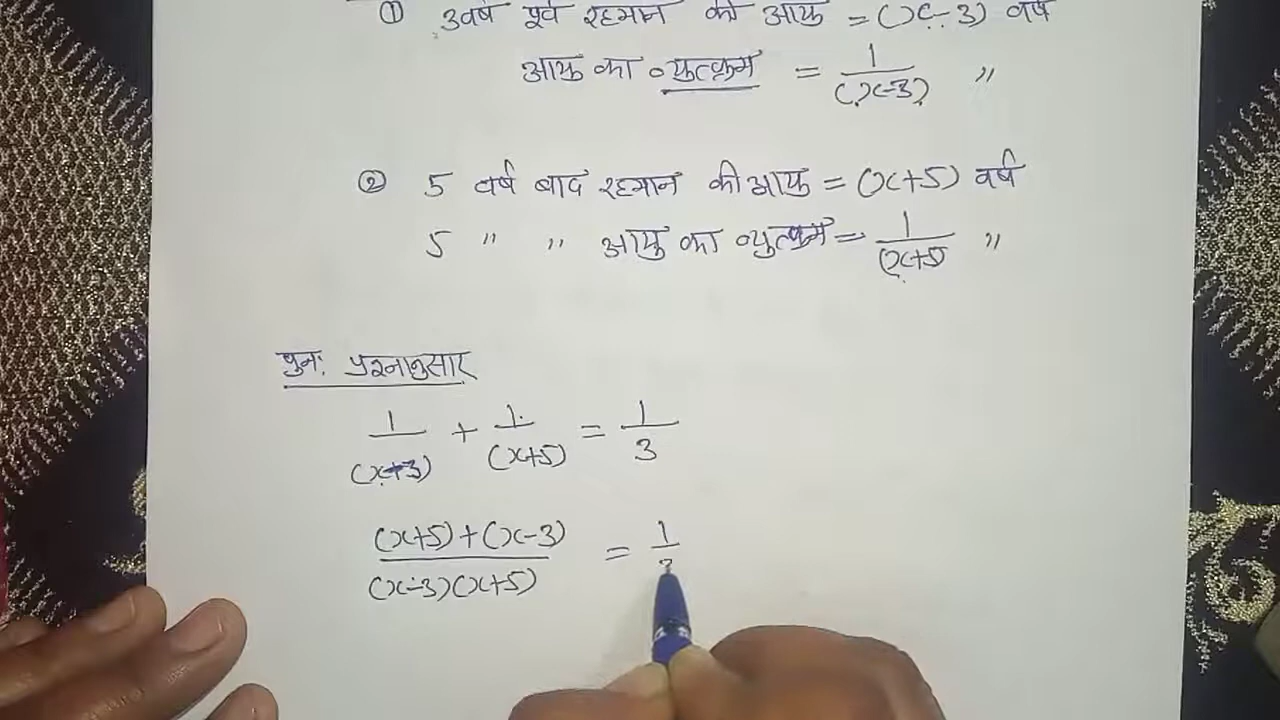 ① 3 वर्ष पूर्व रहमान की आयु = (x-3) वर्ष
आयु का व्युत्क्रम = 1/(x-3) "
② 5 वर्ष बाद रहमान की आयु = (x+5) वर्ष
5 " " आयु का व्युत्क्रम = 1/(x+5 "
पुनः प्रश्नानुसार
1/(x-3) + 1/(x+5) = 1/3
(x+5)+(x-3)/(x-3)(x+5) = 1/3